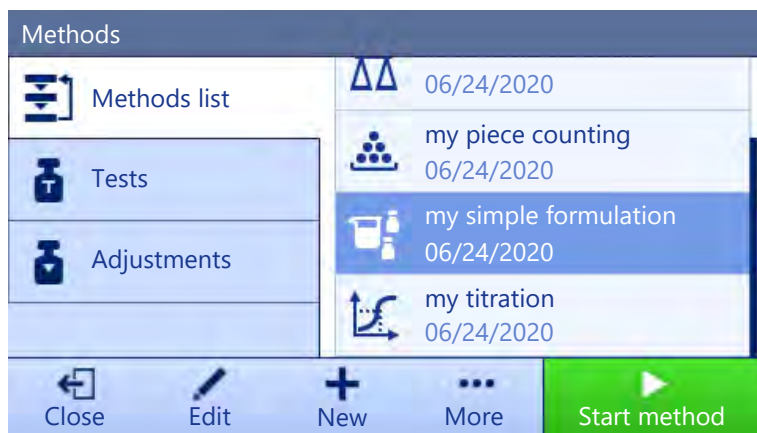 Methods
Methods list
Tests
Adjustments
06/24/2020
my piece counting
06/24/2020
my simple formulation
06/24/2020
my titration
06/24/2020
Close
Edit
New
More
Start method